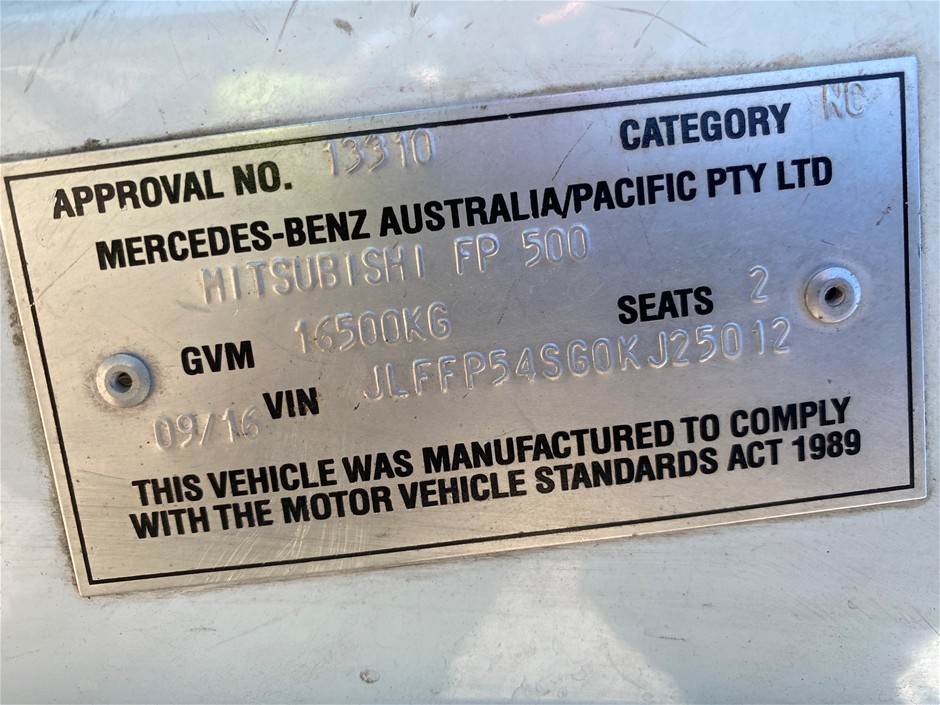 APPROVAL NO. 13310 CATEGORY NC
MERCEDES-BENZ AUSTRALIA/PACIFIC PTY LTD
MITSUBISHI FP 500
GVM 16500KG SEATS 2
09/16 VIN JLFFP54SG0KJ25012
THIS VEHICLE WAS MANUFACTURED TO COMPLY
WITH THE MOTOR VEHICLE STANDARDS ACT 1989